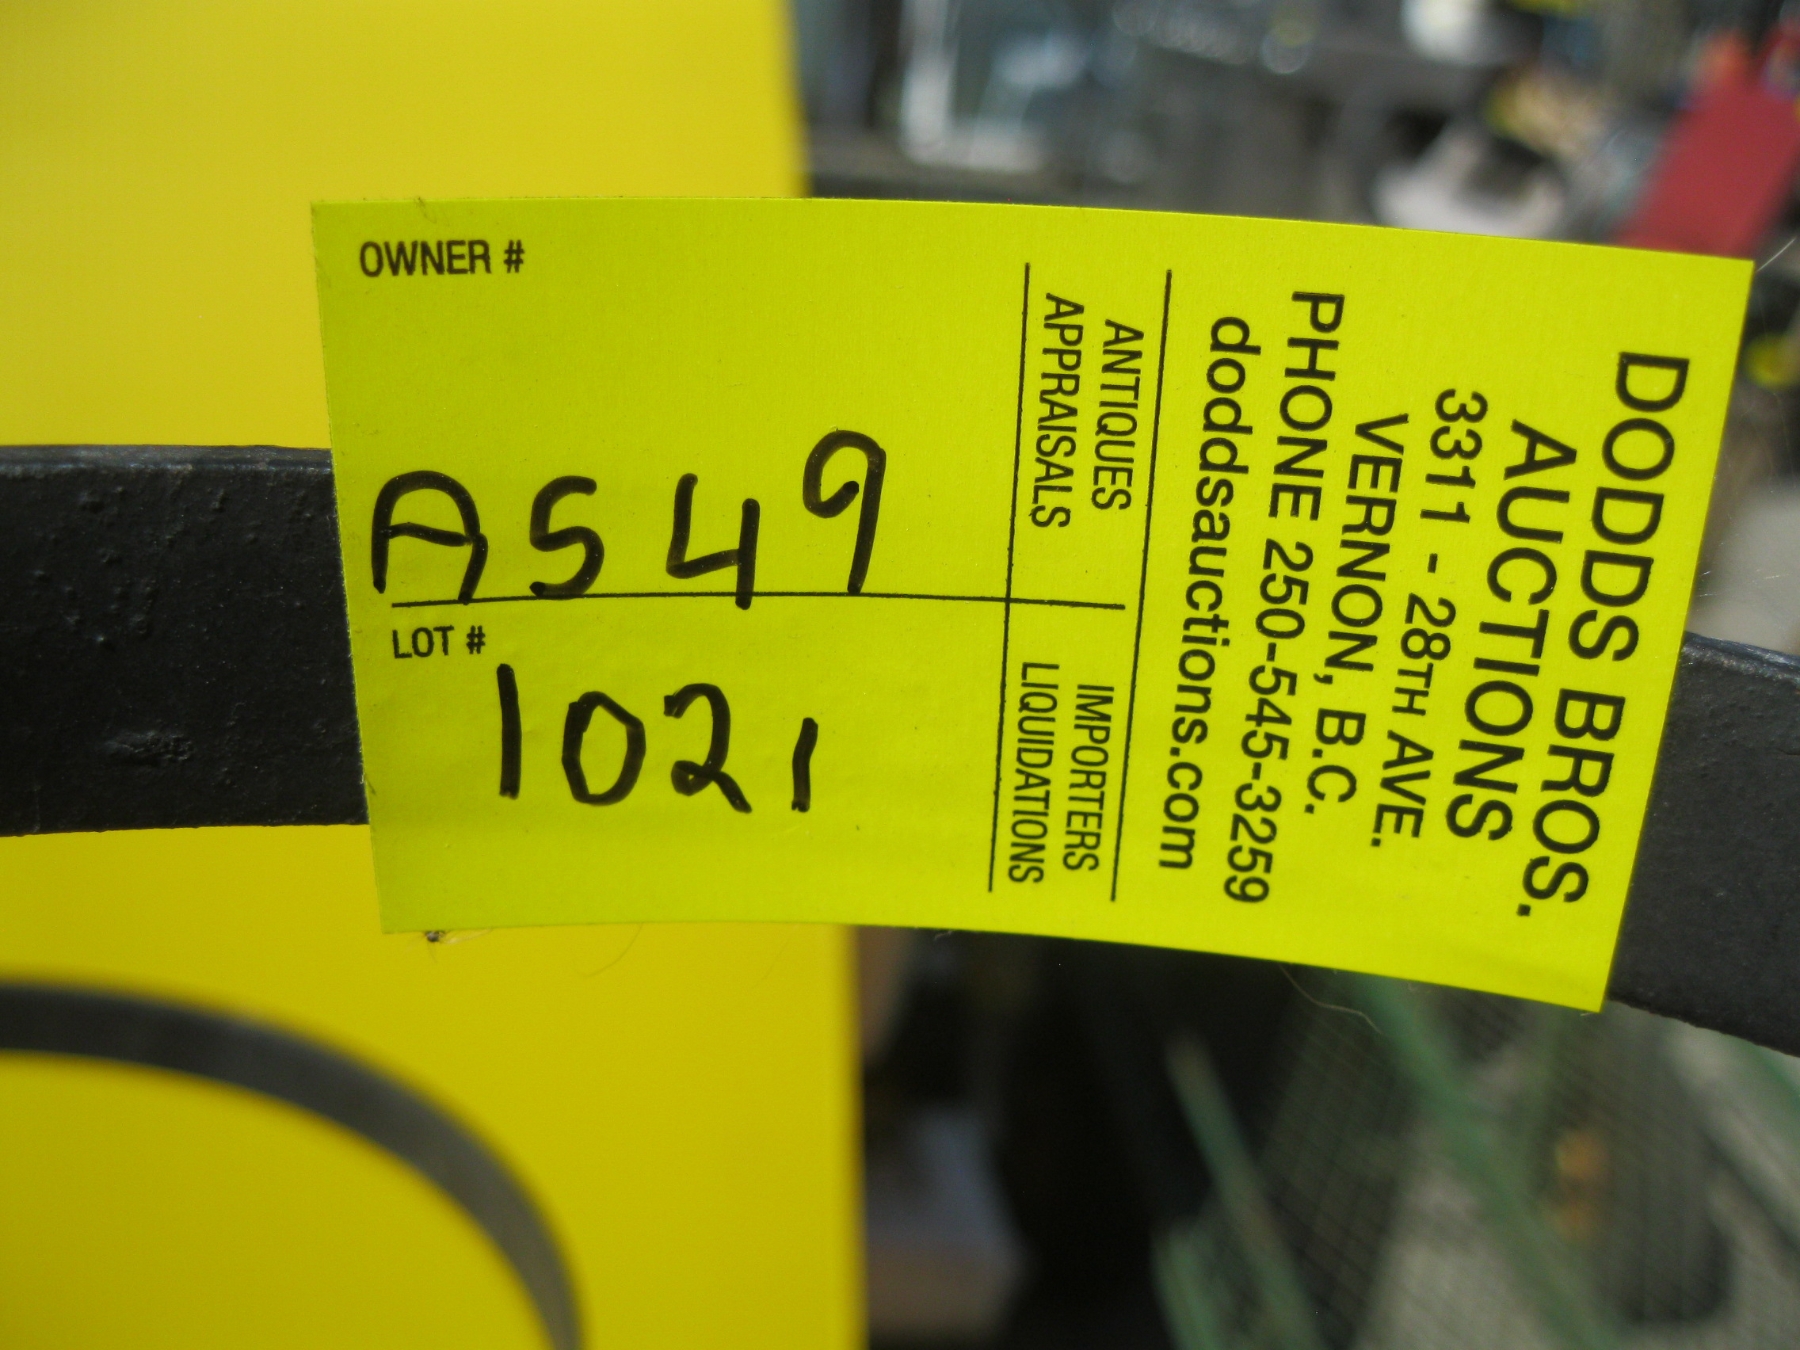 DODDS BROS.
AUCTIONS
3311 - 28TH AVE.
VERNON, B.C.
PHONE 250-545-3259
doddsauctions.com
ANTIQUES
APPRAISALS
IMPORTERS
LIQUIDATIONS
OWNER #
A549
LOT #
1021